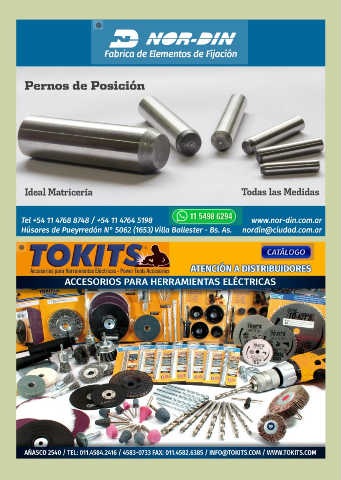 NOR-DIN
Fabrica de Elementos de Fijación
Pernos de Posición
Ideal Matricería
Todas las Medidas
Tel +54 11 4768 8748 / +54 11 4764 5198
11 5498 6294
www.nor-din.com.ar
Húsares de Pueyrredón Nº 5062 (1653) Villa Ballester - Bs. As.
nordin@ciudad.com.ar
TOKITS
Accesorios para Herramientas Eléctricas - Power Tools Accessories
CATÁLOGO
ATENCIÓN A DISTRIBUIDORES
ACCESORIOS PARA HERRAMIENTAS ELÉCTRICAS
AÑASCO 2540 / TEL: 011.4584.2416 / 4583-0733 FAX: 011.4582.6385 / INFO@TOKITS.COM / WWW.TOKITS.COM